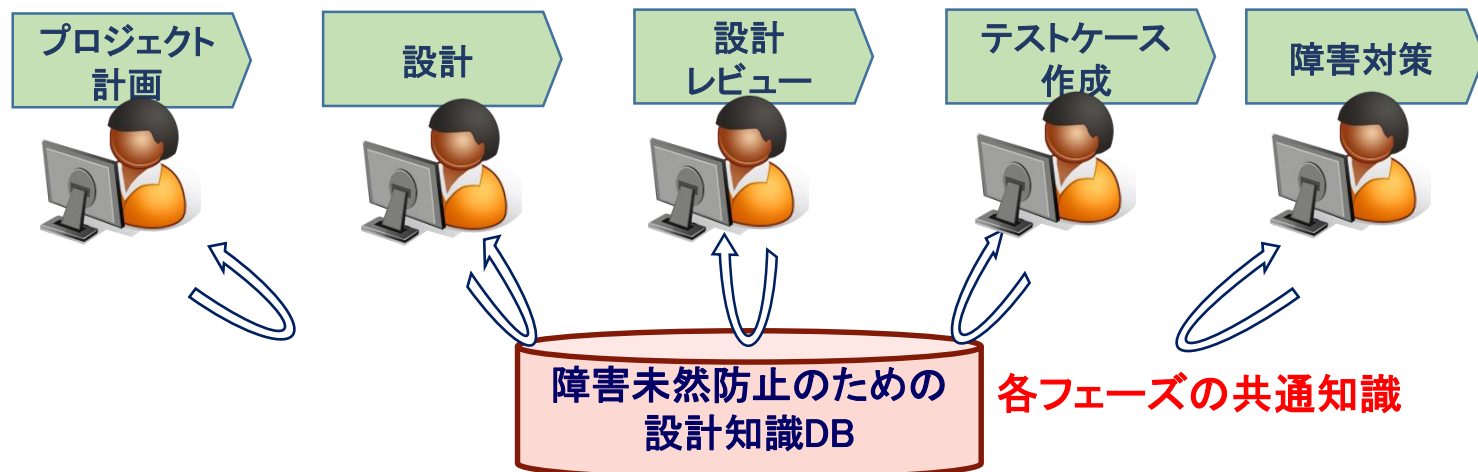 プロジェクト
計画
設計
設計
レビュー
テストケース
作成
障害対策
障害未然防止のための
設計知識DB
各フェーズの共通知識